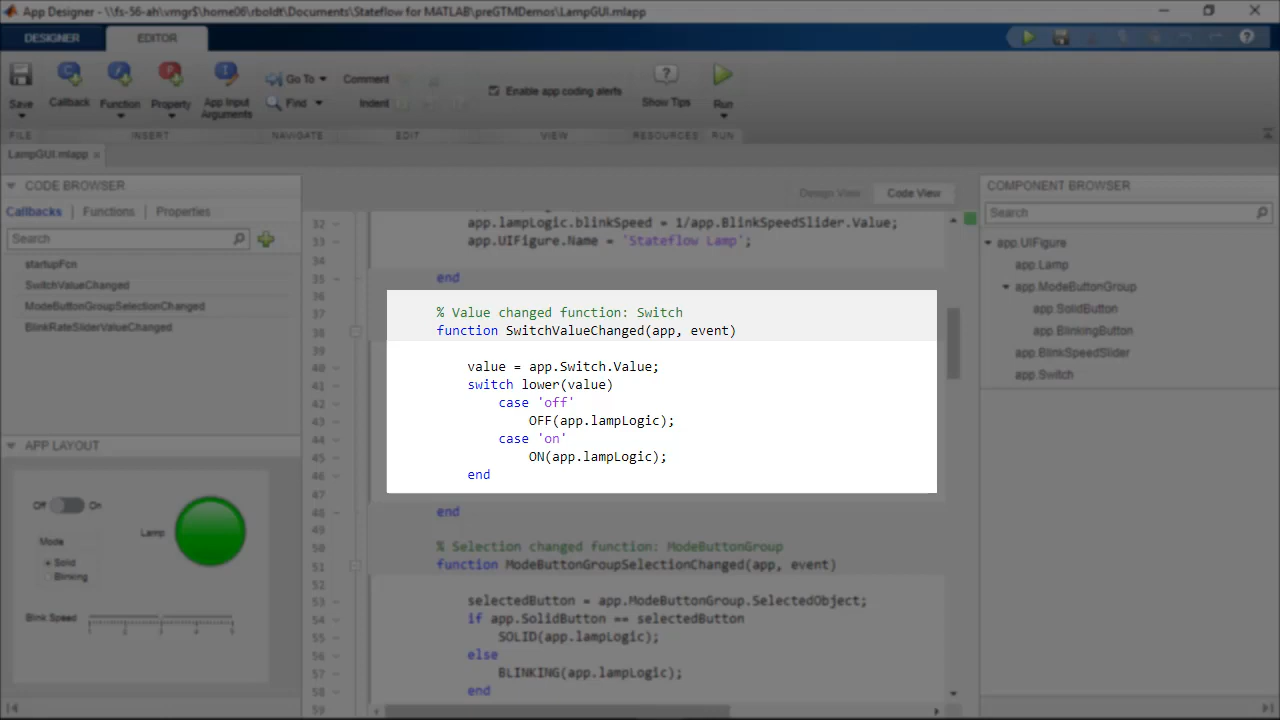 App Designer - \\fs-56-ah\vmgr$\home06\rboldt\Documents\Stateflow for MATLAB\preGTMDemos\LampGUI.mlapp
DESIGNER
EDITOR
Save
Callback
Function
Property
App Input
Arguments
Go To
Find
Comment
Indent
Enable app coding alerts
Show Tips
Run
FILE
INSERT
NAVIGATE
EDIT
VIEW
RESOURCES
RUN
LampGUI.mlapp
CODE BROWSER
Callbacks
Functions
Properties
Search
startupFcn
SwitchValueChanged
ModeButtonGroupSelectionChanged
BlinkRateSliderValueChanged
APP LAYOUT
Off
On
Lamp
Mode
Solid
Blinking
Blink Speed
1 2 3 4 5
Design View
Code View
32 app.lampLogic.blinkSpeed = 1/app.BlinkSpeedSlider.Value;
33 app.UIFigure.Name = 'Stateflow Lamp';
34
35 end
36
37 % Value changed function: Switch
38 function SwitchValueChanged(app, event)
39
40 value = app.Switch.Value;
41 switch lower(value)
42 case 'off'
43 OFF(app.lampLogic);
44 case 'on'
45 ON(app.lampLogic);
46 end
47
48 end
49
50 % Selection changed function: ModeButtonGroup
51 function ModeButtonGroupSelectionChanged(app, event)
52
53 selectedButton = app.ModeButtonGroup.SelectedObject;
54 if app.SolidButton == selectedButton
55 SOLID(app.lampLogic);
56 else
57 BLINKING(app.lampLogic);
58 end
59
COMPONENT BROWSER
Search
app.UIFigure
app.Lamp
app.ModeButtonGroup
app.SolidButton
app.BlinkingButton
app.BlinkSpeedSlider
app.Switch